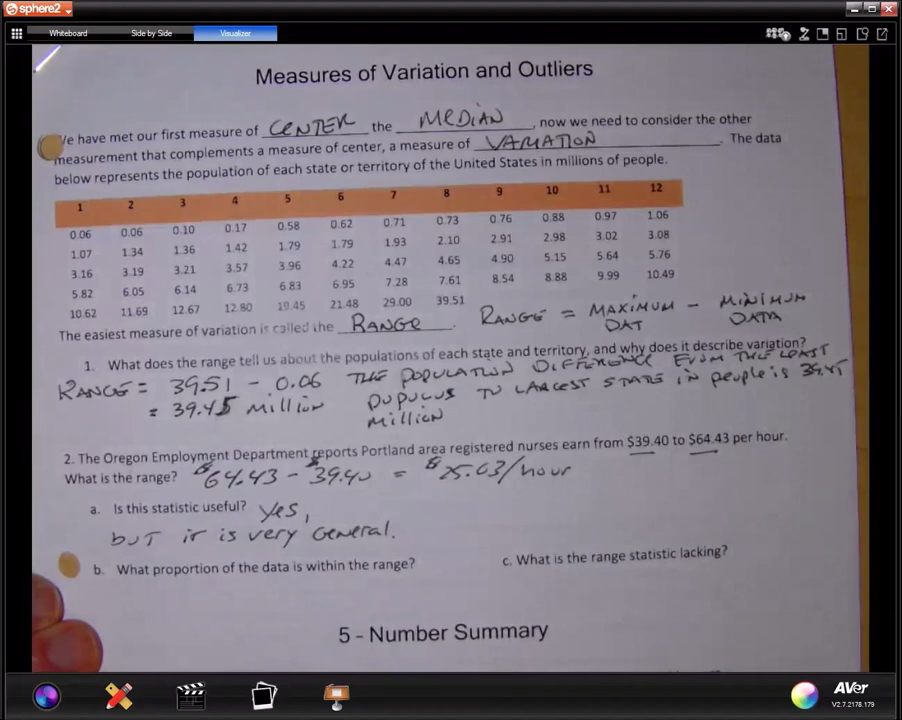 sphere2
Whiteboard Side by Side Visualizer
Measures of Variation and Outliers
We have met our first measure of CENTER the MEDIAN, now we need to consider the other
measurement that complements a measure of center, a measure of VARIATION. The data
below represents the population of each state or territory of the United States in millions of people.
1 2 3 4 5 6 7 8 9 10 11 12
0.06 0.06 0.10 0.17 0.58 0.62 0.71 0.73 0.76 0.88 0.97 1.06
1.07 1.34 1.36 1.42 1.79 1.79 1.93 2.10 2.91 2.98 3.02 3.08
3.16 3.19 3.21 3.57 3.96 4.22 4.47 4.65 4.90 5.15 5.64 5.76
5.82 6.05 6.14 6.73 6.83 6.95 7.28 7.61 8.54 8.88 9.99 10.49
10.62 11.69 12.67 12.80 19.45 21.48 29.00 39.51
The easiest measure of variation is called the RANGE. RANGE = MAXIMUM - MINIMUM
DAT DATA
1. What does the range tell us about the populations of each state and territory, and why does it describe variation?
RANGE = 39.51 - 0.06 THE POPULATION DIFFERENCE FROM THE LEAST
= 39.45 Million PUPULUS TO LARGEST STATE IN people is 39.45
Million
2. The Oregon Employment Department reports Portland area registered nurses earn from $39.40 to $64.43 per hour.
What is the range? $64.43 - $39.40 = $25.03/hour
a. Is this statistic useful? yes,
but it is very general.
b. What proportion of the data is within the range? c. What is the range statistic lacking?
5 - Number Summary
AVer
V2.7.2178.179